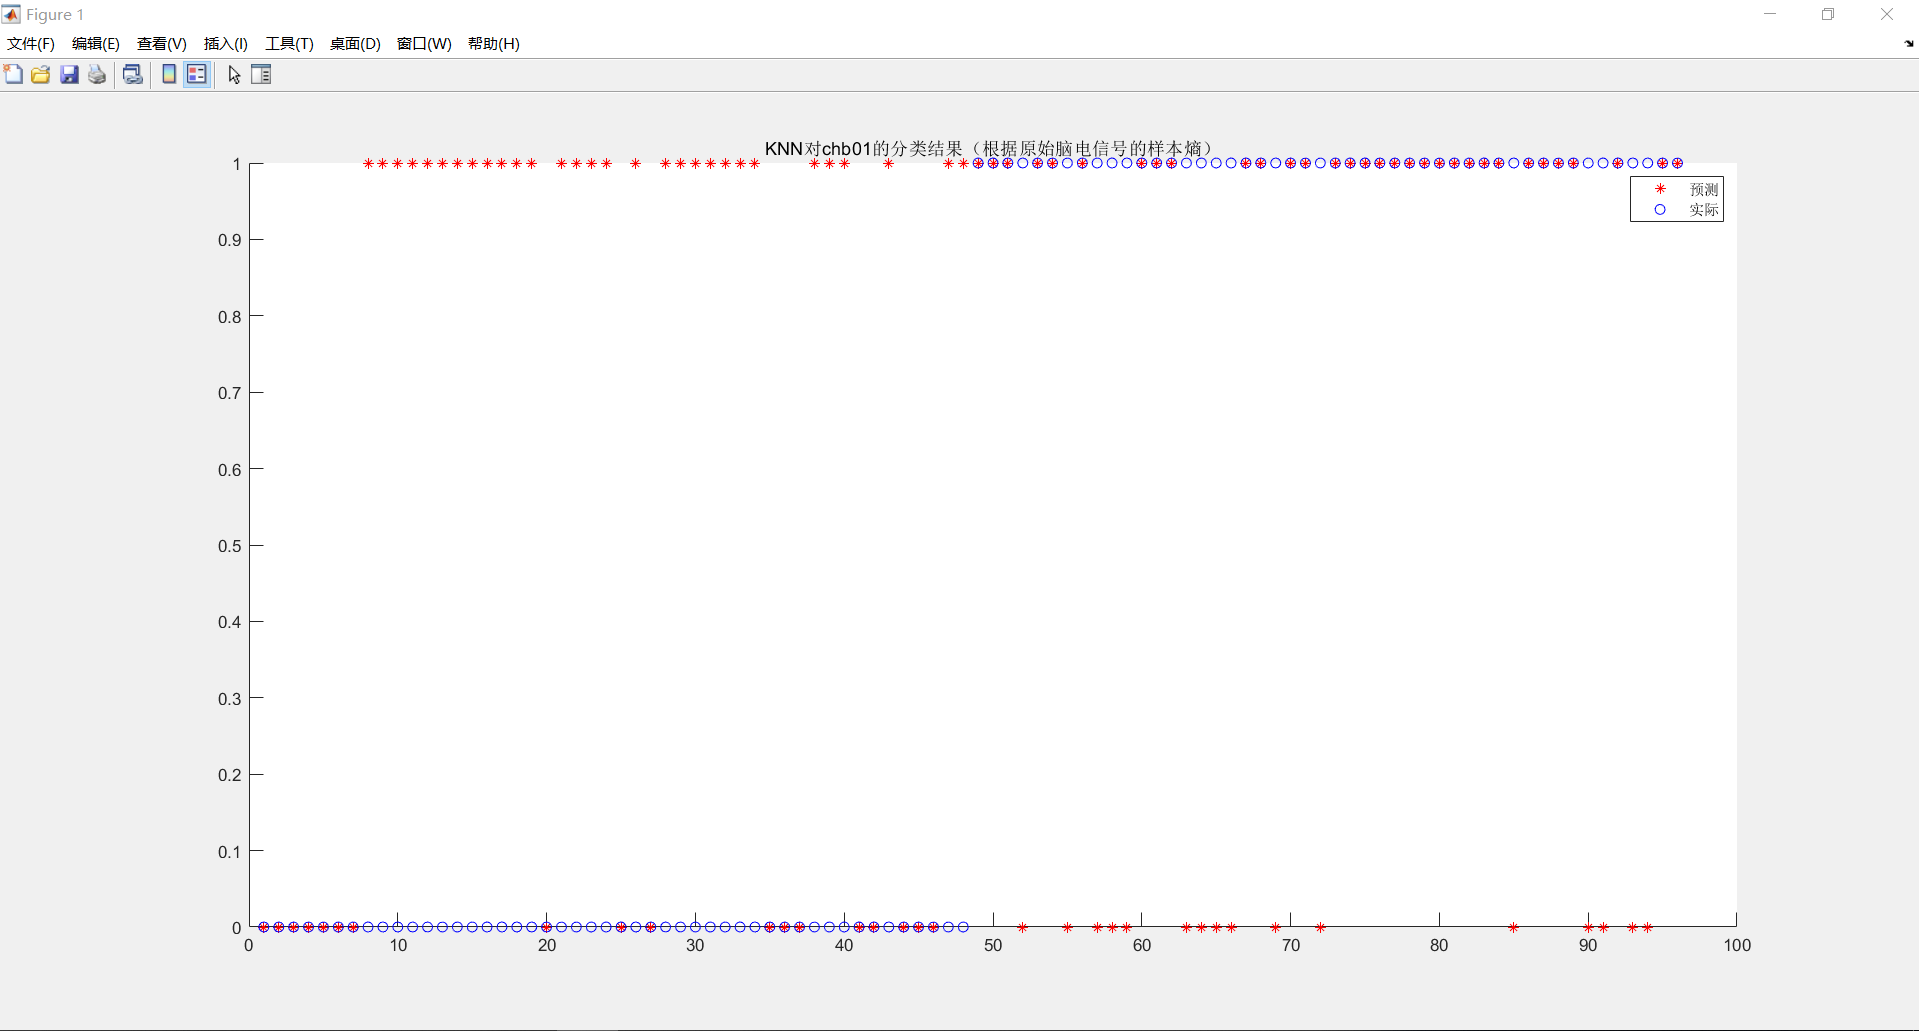 Figure 1
文件(F) 编辑(E) 查看(V) 插入(I) 工具(T) 桌面(D) 窗口(W) 帮助(H)
KNN对chb01的分类结果（根据原始脑电信号的样本熵）
1
预测
实际
0.9
0.8
0.7
0.6
0.5
0.4
0.3
0.2
0.1
0
0 10 20 30 40 50 60 70 80 90 100